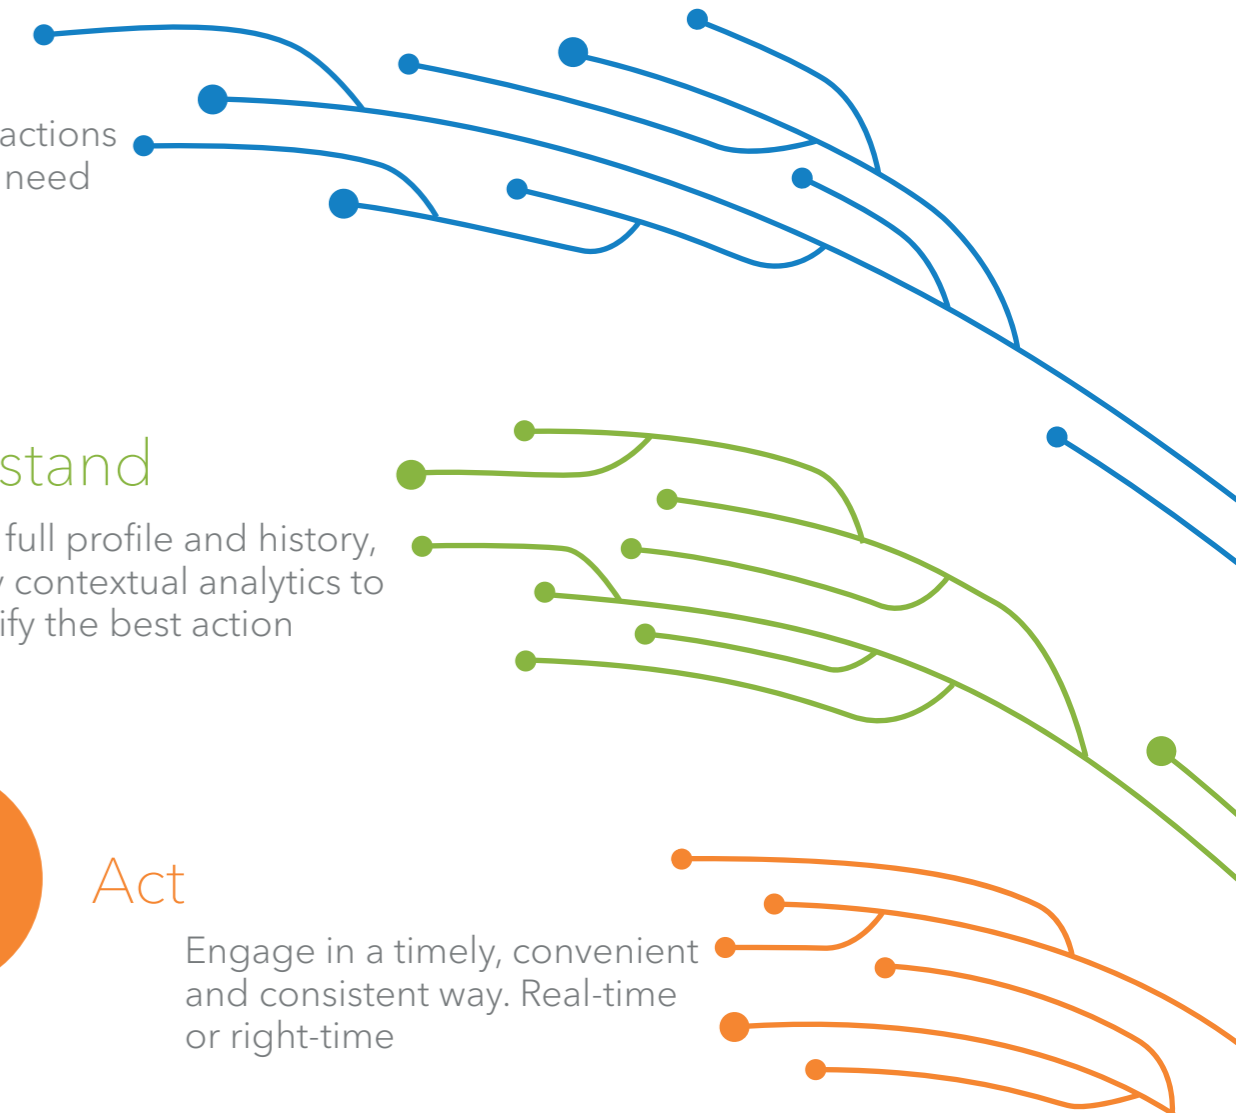 actions
need
stand
full profile and history,
contextual analytics to
ify the best action
Act
Engage in a timely, convenient
and consistent way. Real-time
or right-time